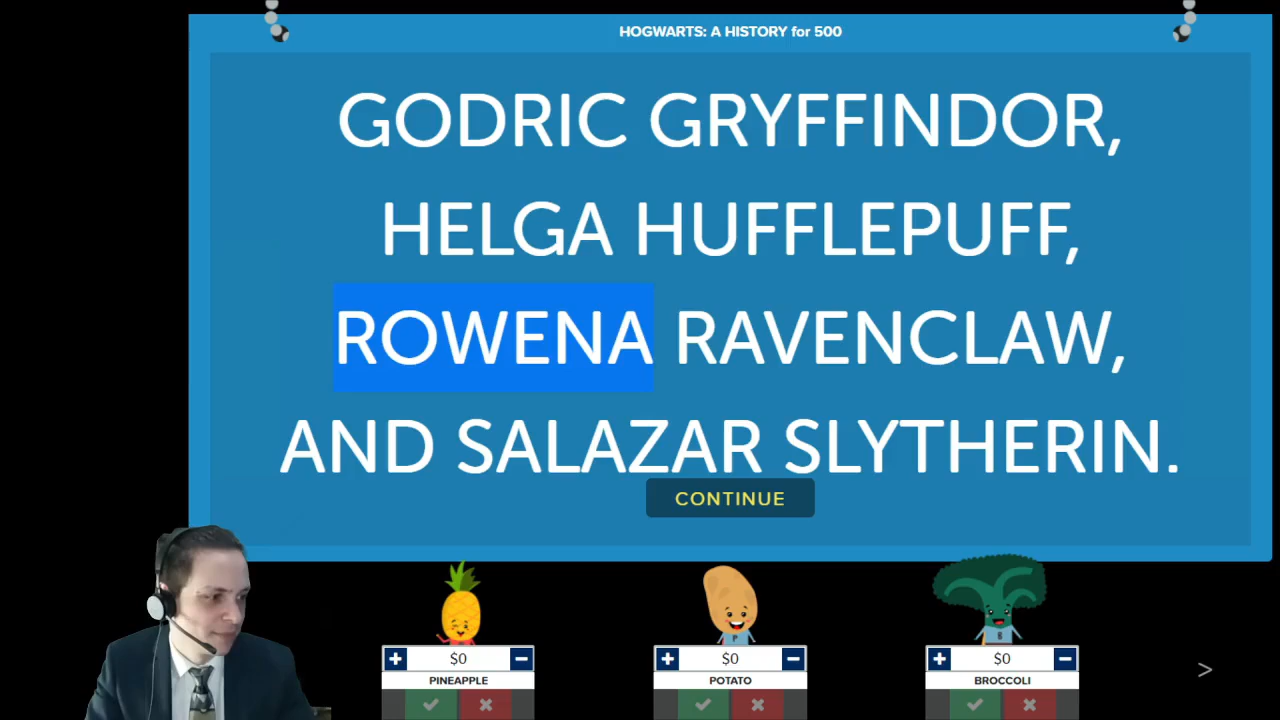 HOGWARTS: A HISTORY for 500
GODRIC GRYFFINDOR,
HELGA HUFFLEPUFF,
ROWENA RAVENCLAW,
AND SALAZAR SLYTHERIN.
CONTINUE
P
B
+ $0 −
+ $0 −
+ $0 −
PINEAPPLE
POTATO
BROCCOLI
>